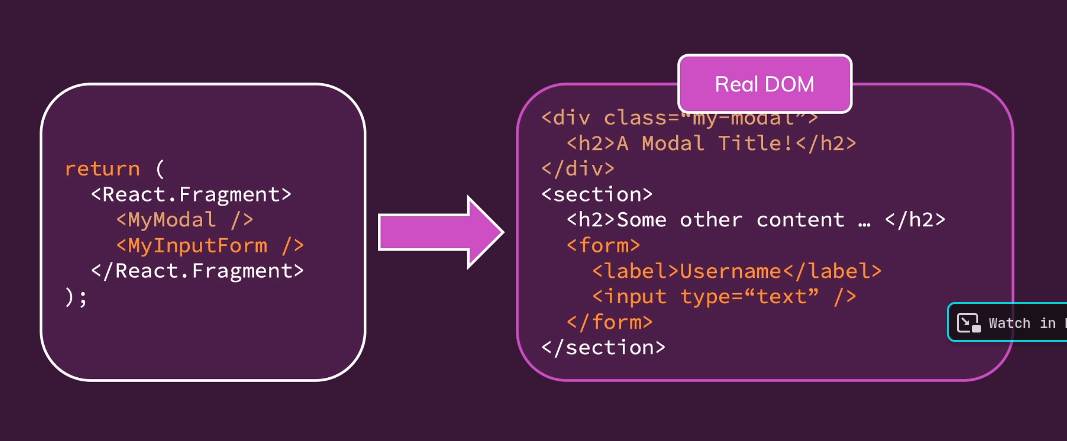 return (
<React.Fragment>
<MyModal />
<MyInputForm />
</React.Fragment>
);
Real DOM
<div class=“my-modal”>
<h2>A Modal Title!</h2>
</div>
<section>
<h2>Some other content … </h2>
<form>
<label>Username</label>
<input type=“text” />
</form>
</section>
Watch in